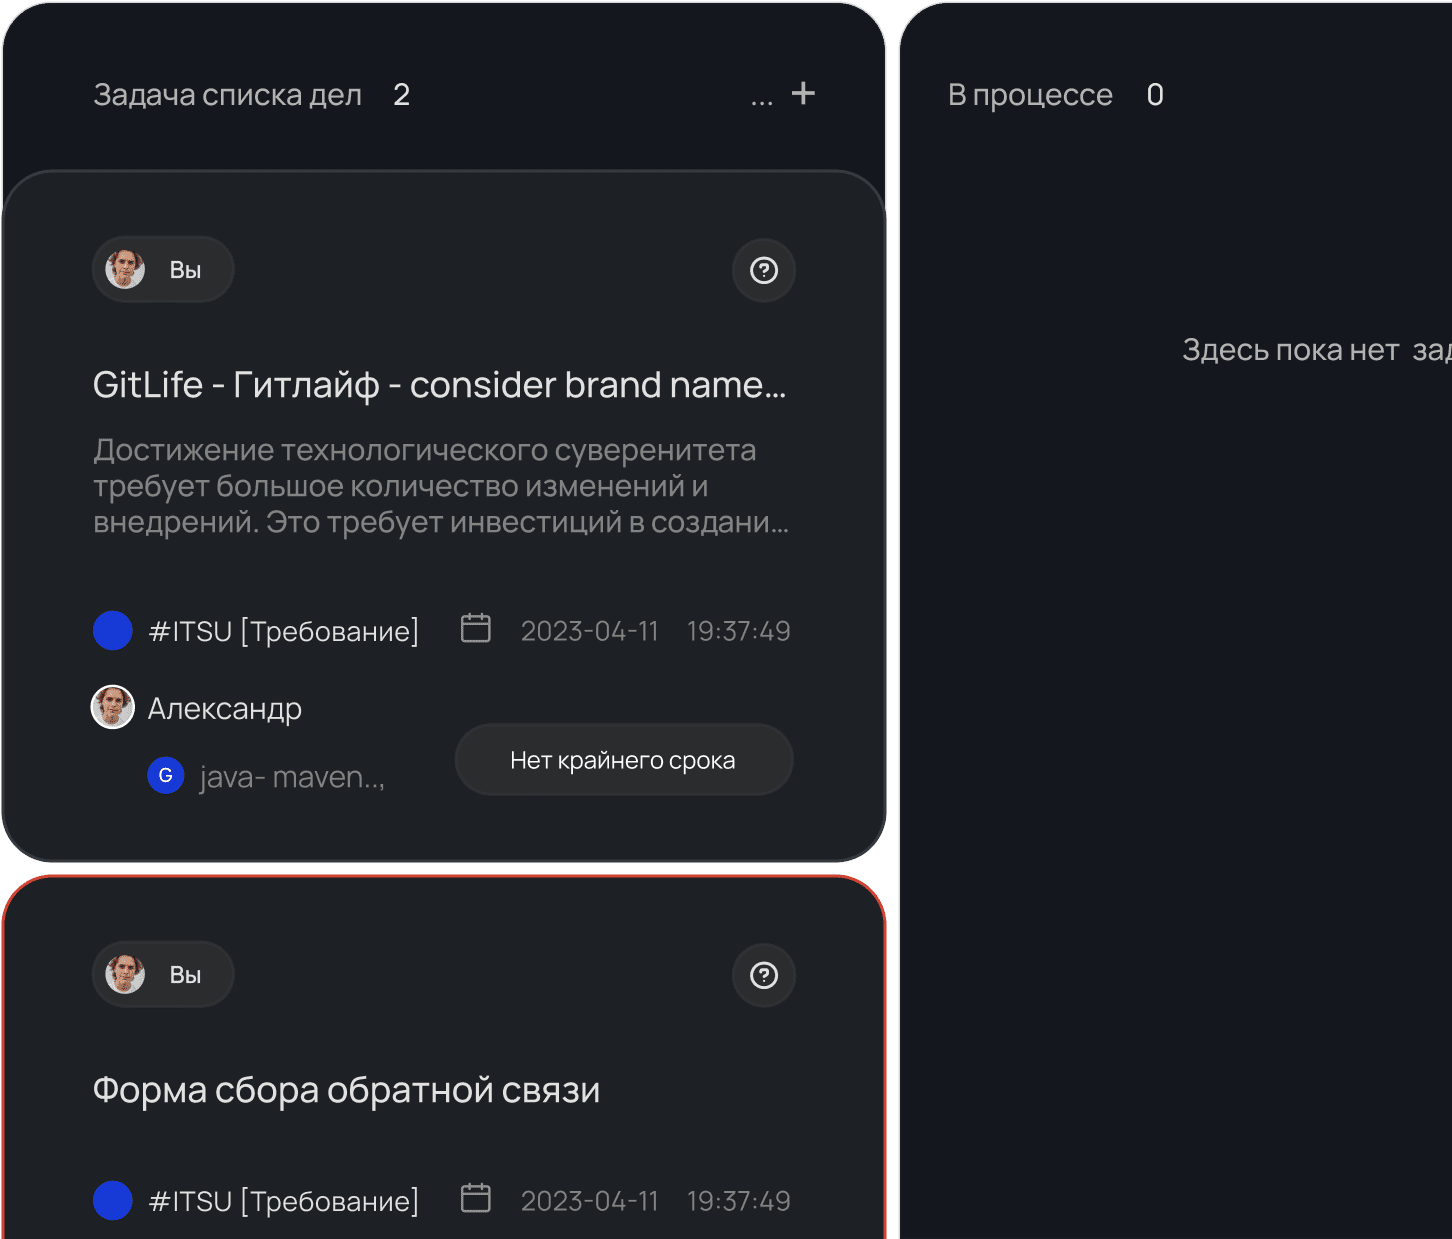 Задача списка дел 2 ... +
Вы
GitLife - Гитлайф - consider brand name...
Достижение технологического суверенитета
требует большое количество изменений и
внедрений. Это требует инвестиций в создани...
#ITSU [Требование] 2023-04-11 19:37:49
Александр
Нет крайнего срока
G java- maven..,
Вы
Форма сбора обратной связи
#ITSU [Требование] 2023-04-11 19:37:49
В процессе 0
Здесь пока нет